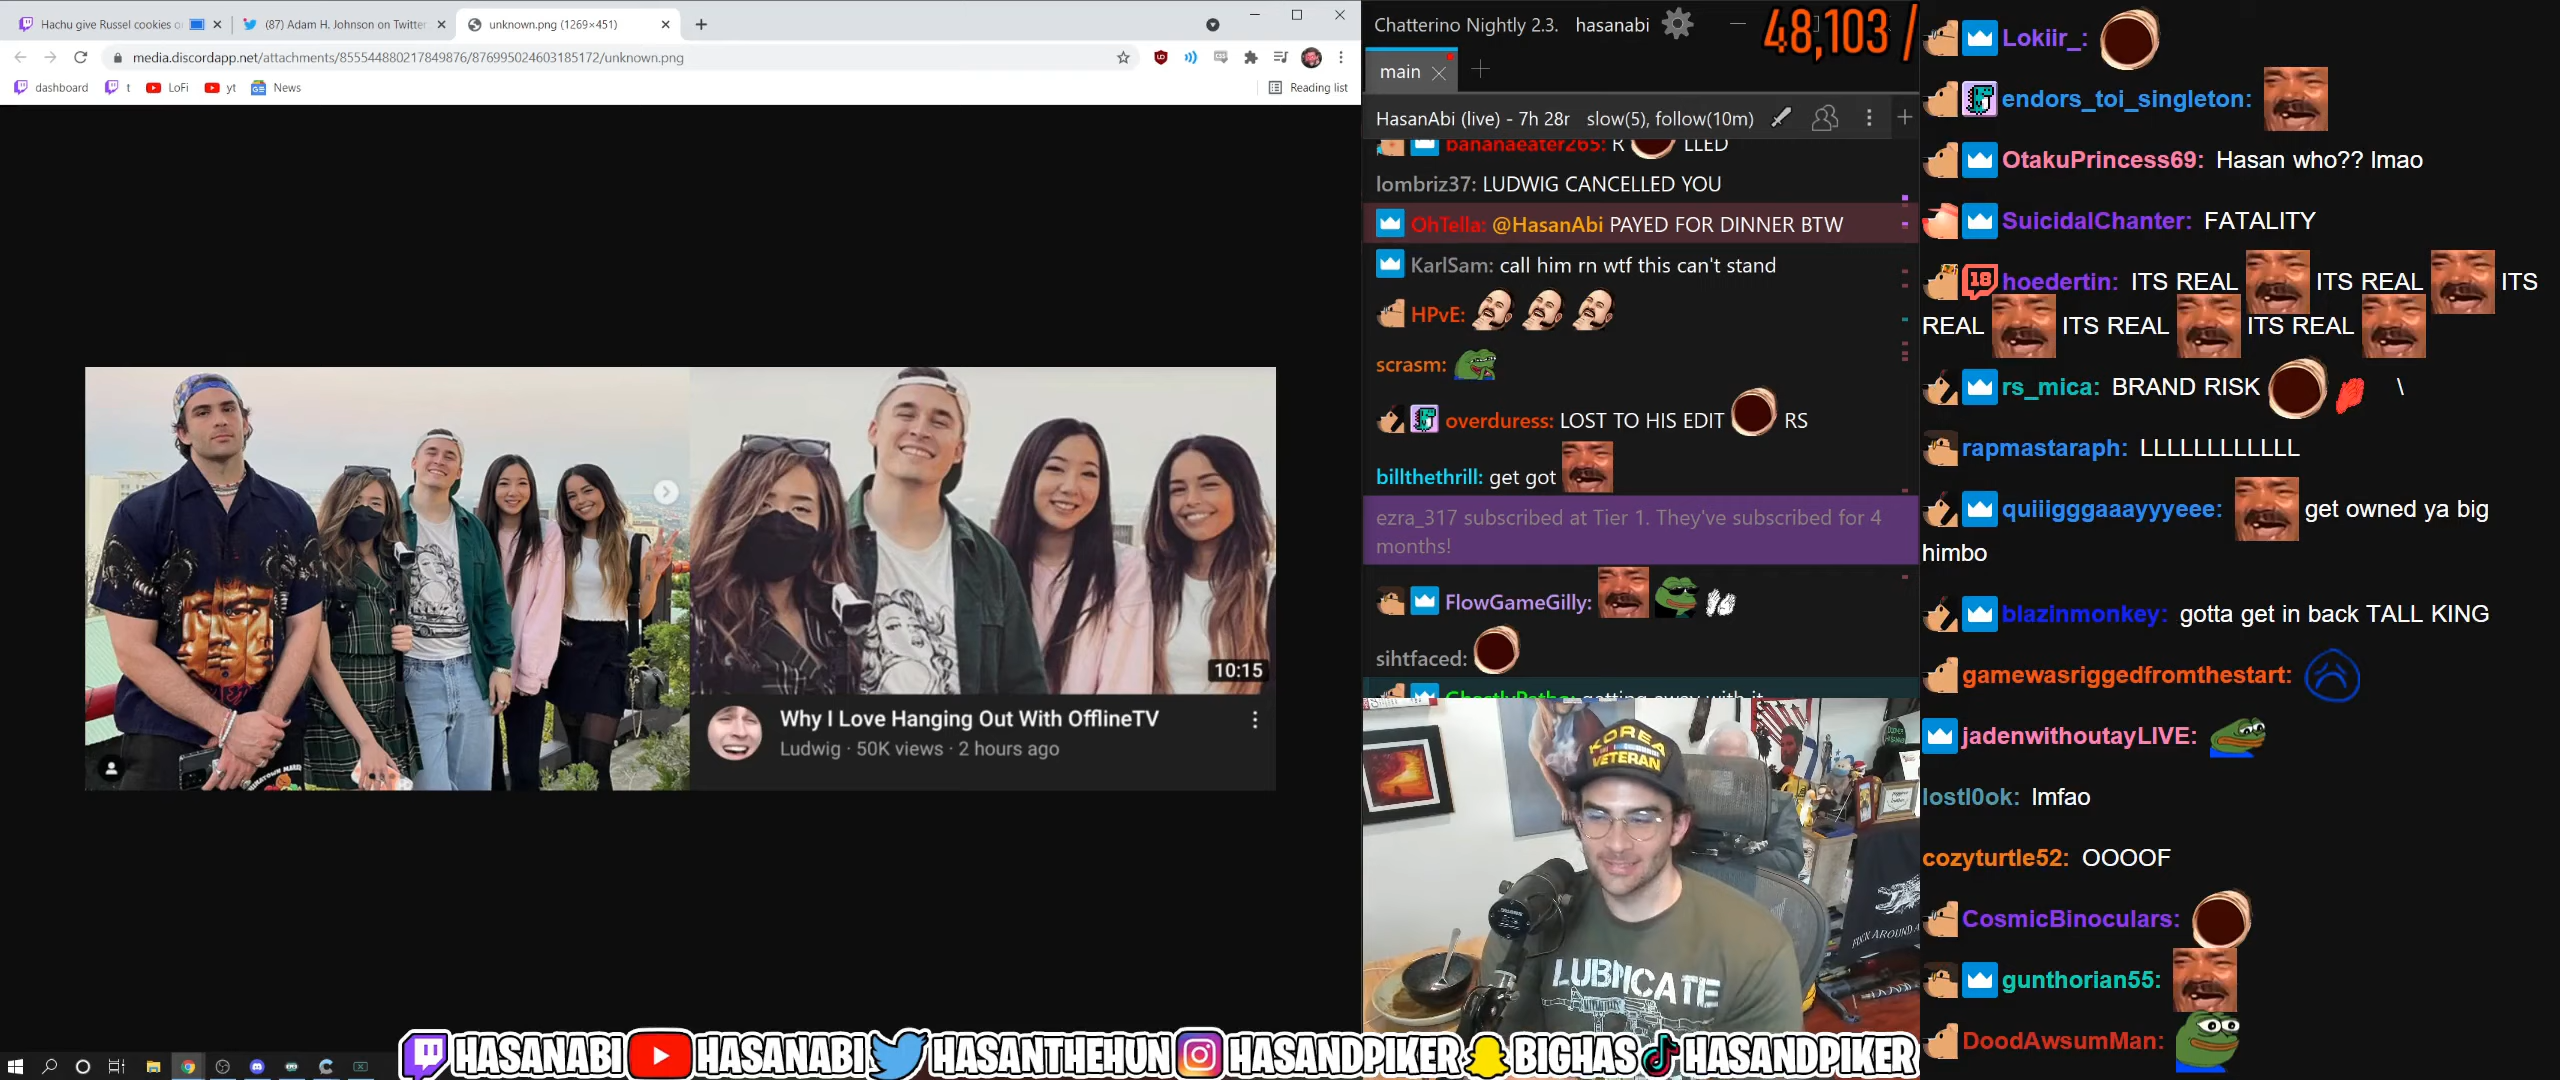 Hachu give Russel cookies o
(87) Adam H. Johnson on Twitter
unknown.png (1269×451)
media.discordapp.net/attachments/855544880217849876/876995024603185172/unknown.png
dashboard
t
LoFi
yt
News
Reading list
10:15
Why I Love Hanging Out With OfflineTV
Ludwig · 50K views · 2 hours ago
Chatterino Nightly 2.3. hasanabi
48,103 /
main
HasanAbi (live) - 7h 28r slow(5), follow(10m)
bananaeater265: R LLED
lombriz37: LUDWIG CANCELLED YOU
OhTella: @HasanAbi PAYED FOR DINNER BTW
KarlSam: call him rn wtf this can't stand
HPvE:
scrasm:
overduress: LOST TO HIS EDIT RS
billthethrill: get got
ezra_317 subscribed at Tier 1. They've subscribed for 4
months!
FlowGameGilly:
sihtfaced:
KOREA
VETERAN
LUBRICATE
Lokiir_:
endors_toi_singleton:
OtakuPrincess69: Hasan who?? lmao
SuicidalChanter: FATALITY
18 hoedertin: ITS REAL ITS REAL ITS
REAL ITS REAL ITS REAL
rs_mica: BRAND RISK \
rapmastaraph: LLLLLLLLLLLL
quiiigggaaayyyeee: get owned ya big
himbo
blazinmonkey: gotta get in back TALL KING
gamewasriggedfromthestart:
jadenwithoutayLIVE:
lostl0ok: lmfao
cozyturtle52: OOOOF
CosmicBinoculars:
gunthorian55:
DoodAwsumMan:
HASANABI HASANABI HASANTHEHUN HASANDPIKER BIGHAS HASANDPIKER